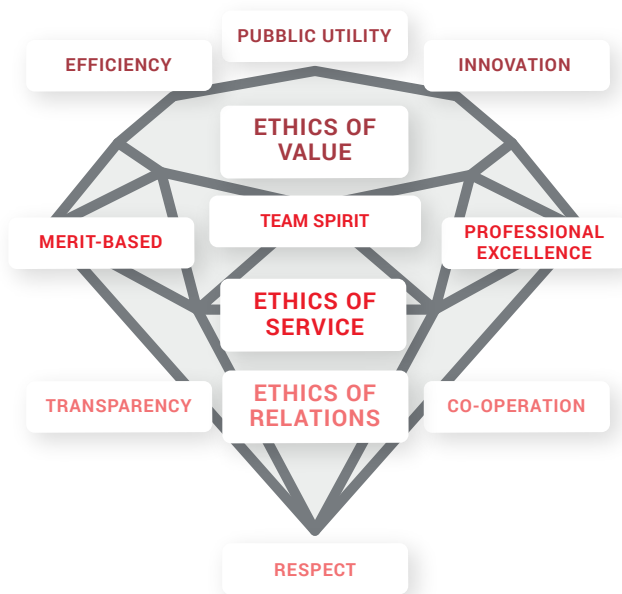 PUBBLIC UTILITY
EFFICIENCY
INNOVATION
ETHICS OF
VALUE
TEAM SPIRIT
MERIT-BASED
PROFESSIONAL
EXCELLENCE
ETHICS OF
SERVICE
ETHICS OF
RELATIONS
TRANSPARENCY
CO-OPERATION
RESPECT